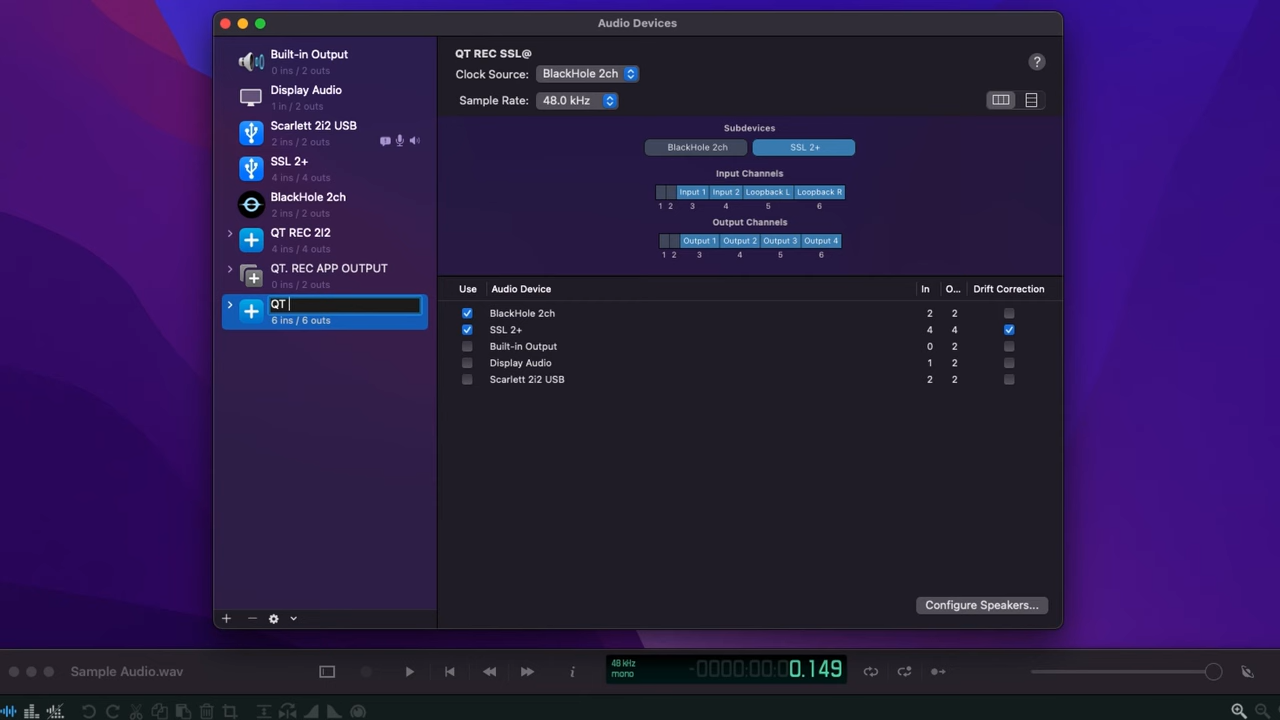 Audio Devices
Built-in Output
0 ins / 2 outs
Display Audio
1 in / 2 outs
Scarlett 2i2 USB
2 ins / 2 outs
SSL 2+
4 ins / 4 outs
BlackHole 2ch
2 ins / 2 outs
QT REC 2I2
4 ins / 4 outs
QT. REC APP OUTPUT
0 ins / 2 outs
QT
6 ins / 6 outs
QT REC SSL@
Clock Source: BlackHole 2ch
Sample Rate: 48.0 kHz
?
Subdevices
BlackHole 2ch SSL 2+
Input Channels
Input 1 Input 2 Loopback L Loopback R
1 2 3 4 5 6
Output Channels
Output 1 Output 2 Output 3 Output 4
1 2 3 4 5 6
Use Audio Device In O... Drift Correction
BlackHole 2ch 2 2
SSL 2+ 4 4
Built-in Output 0 2
Display Audio 1 2
Scarlett 2i2 USB 2 2
Configure Speakers...
Sample Audio.wav
48 kHz
mono
-0000:00:00.149